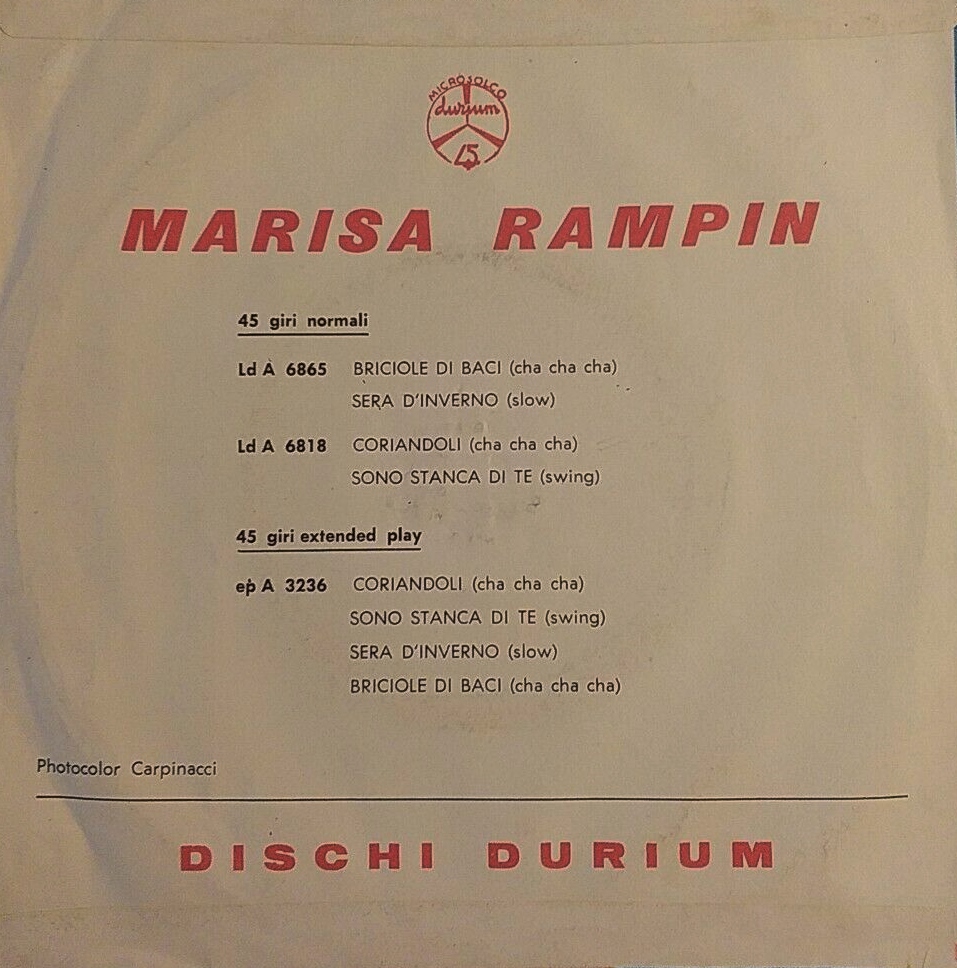 MICROSOLCO
durium
45
MARISA RAMPIN
45 giri normali
Ld A 6865 BRICIOLE DI BACI (cha cha cha)
SERA D'INVERNO (slow)
Ld A 6818 CORIANDOLI (cha cha cha)
SONO STANCA DI TE (swing)
45 giri extended play
ep A 3236 CORIANDOLI (cha cha cha)
SONO STANCA DI TE (swing)
SERA D'INVERNO (slow)
BRICIOLE DI BACI (cha cha cha)
Photocolor Carpinacci
DISCHI DURIUM